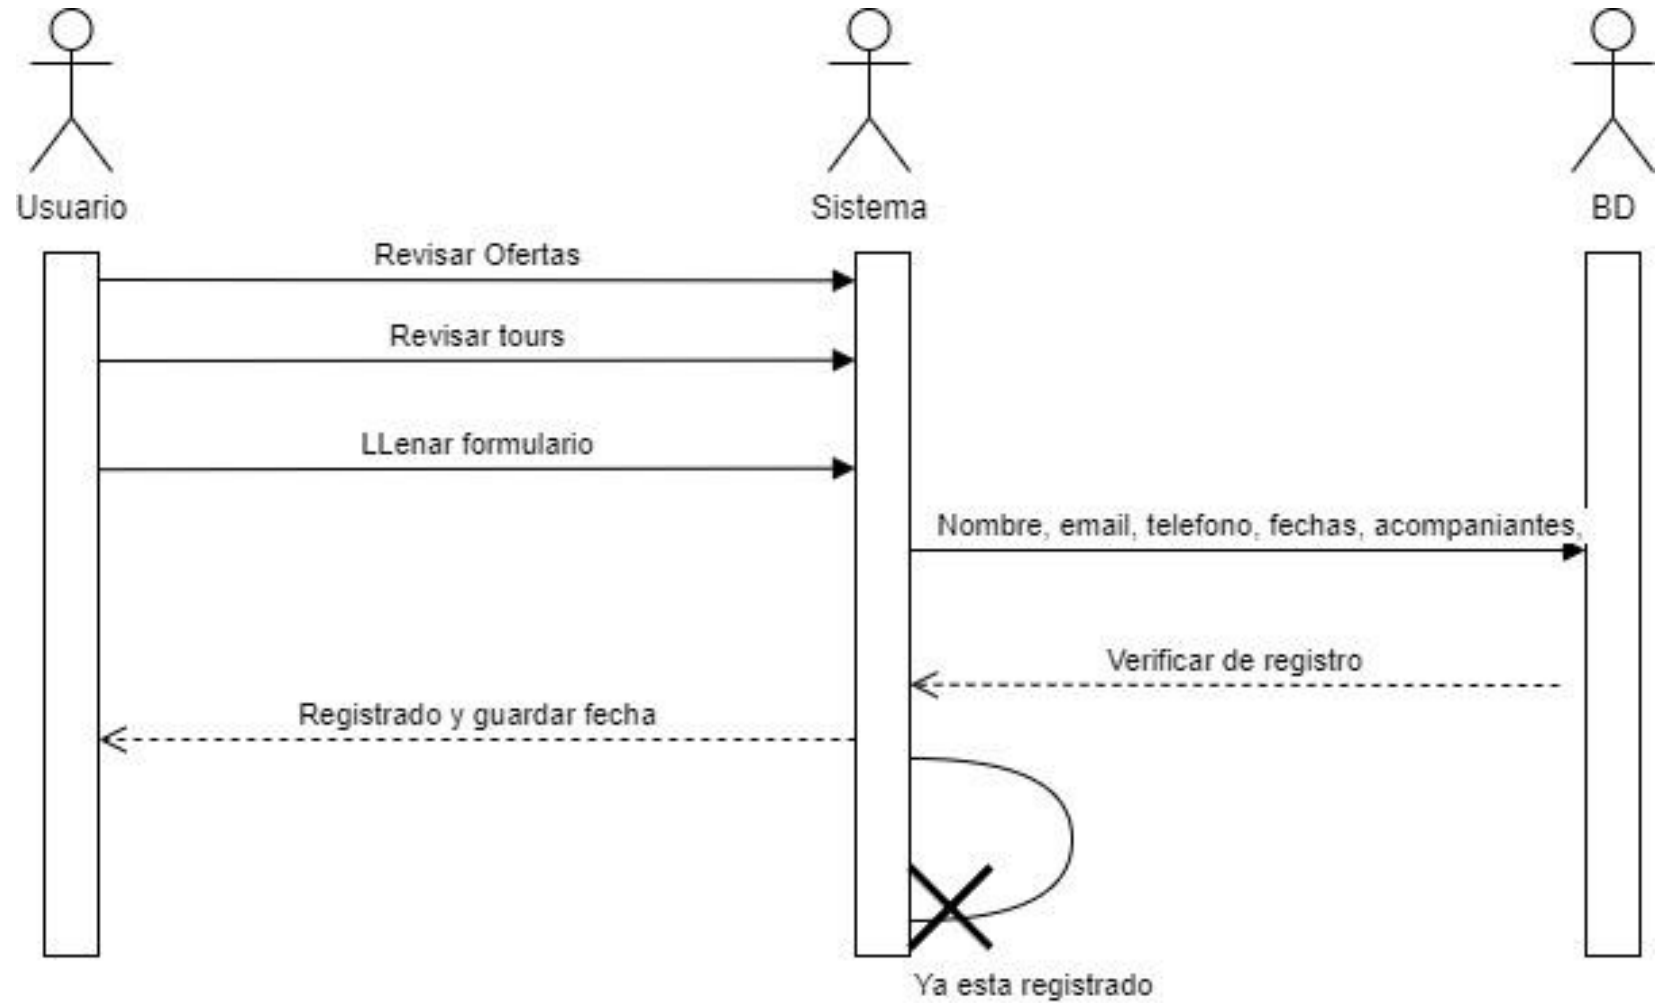 Usuario
Sistema
BD
Revisar Ofertas
Revisar tours
LLenar formulario
Nombre, email, telefono, fechas, acompaniantes,
Verificar de registro
Registrado y guardar fecha
Ya esta registrado